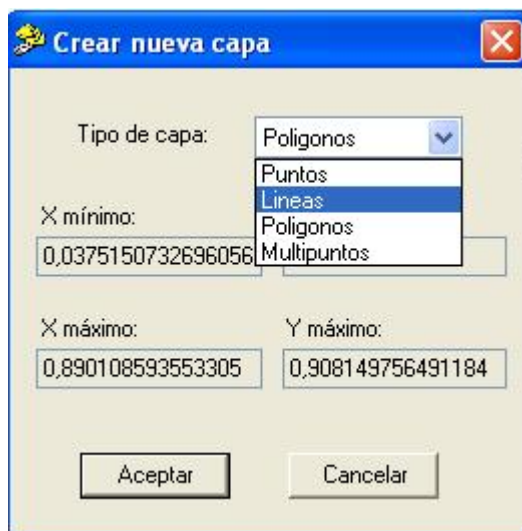 Crear nueva capa
Tipo de capa:
Poligonos
Puntos
Lineas
Poligonos
Multipuntos
X mínimo:
0,0375150732696056
X máximo:
Y máximo:
0,890108593553305
0,908149756491184
Aceptar
Cancelar